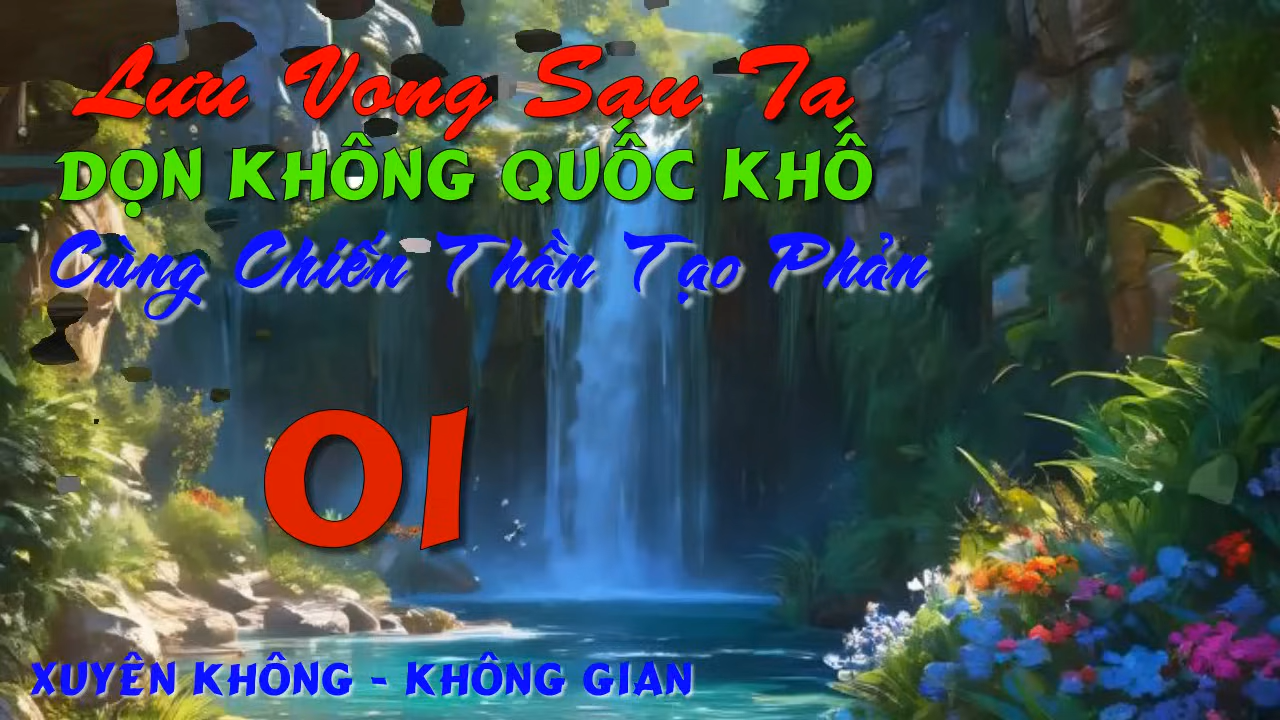 Lưu Vong Sau Ta
DỌN KHÔNG QUỐC KHỐ
Cùng Chiến Thần Tạo Phản
01
XUYÊN KHÔNG - KHÔNG GIAN